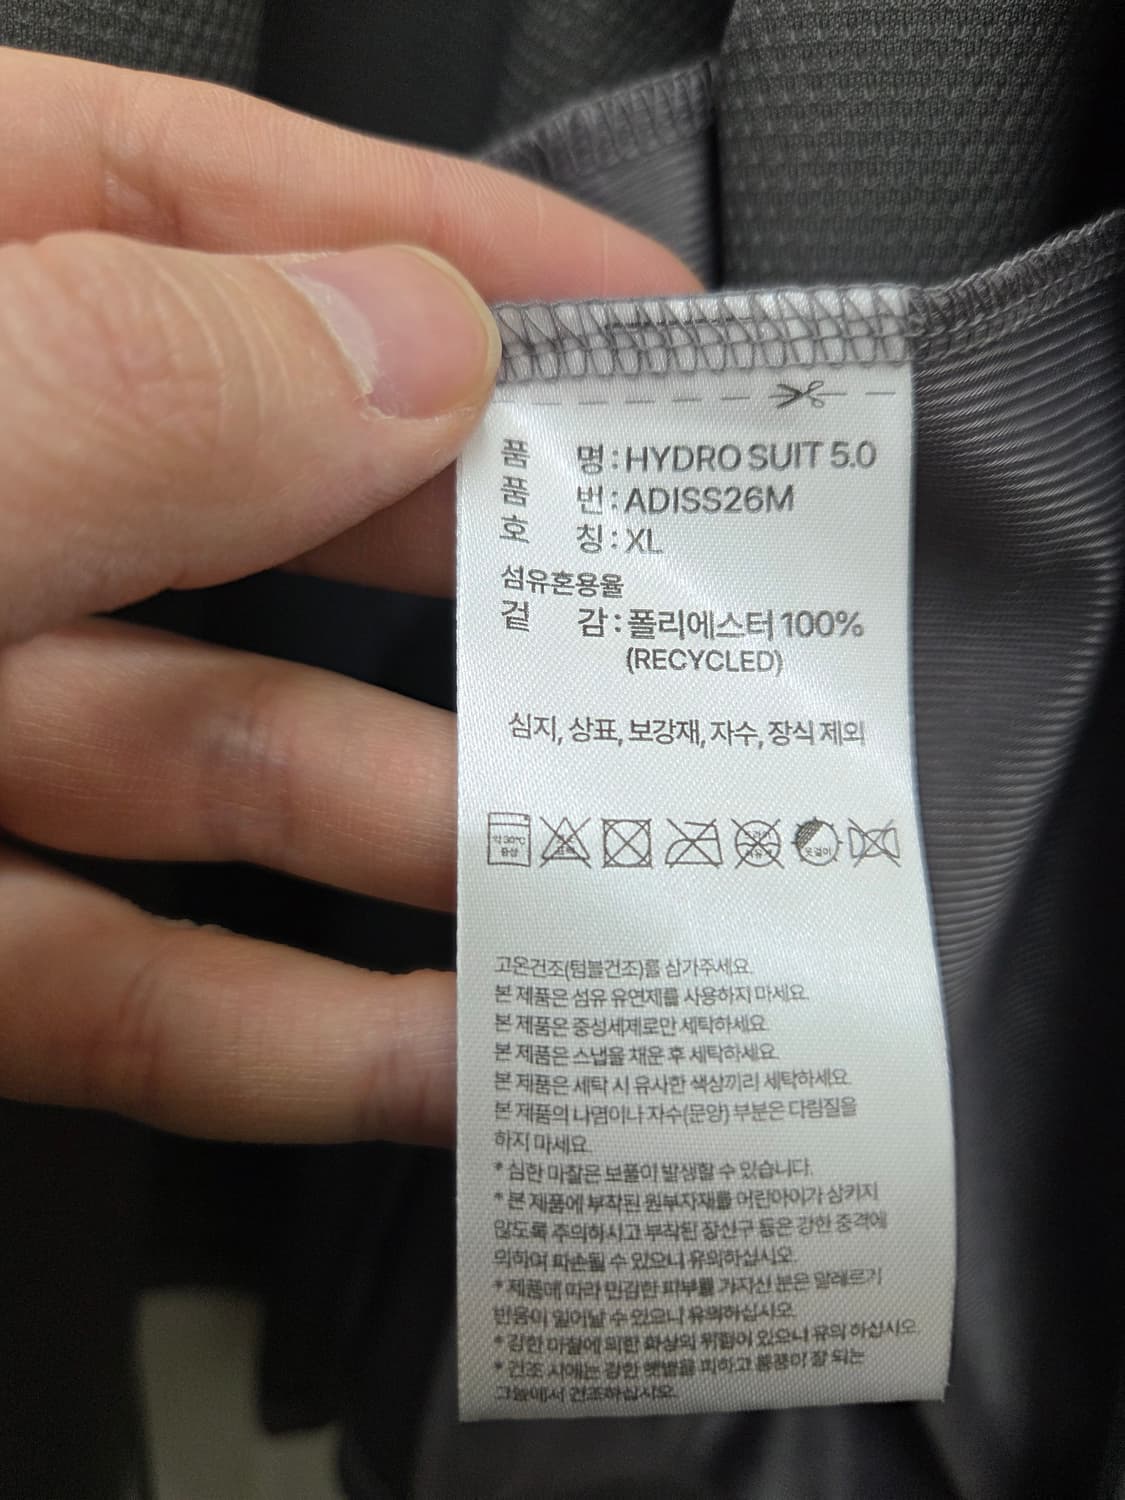 품 명 : HYDRO SUIT 5.0
품 번 : ADISS26M
호 칭 : XL
섬유혼용율
겉 감 : 폴리에스터 100%
(RECYCLED)
심지, 상표, 보강재, 자수, 장식 제외
약 30℃
중성
옷걸이
고온건조(텀블건조)를 삼가주세요.
본 제품은 섬유 유연제를 사용하지 마세요.
본 제품은 중성세제로만 세탁하세요.
본 제품은 스냅을 채운 후 세탁하세요.
본 제품은 세탁 시 유사한 색상끼리 세탁하세요.
본 제품의 나염이나 자수(문양) 부분은 다림질을
하지 마세요.
* 심한 마찰은 보풀이 발생할 수 있습니다.
* 본 제품에 부착된 원부자재를 어린아이가 삼키지
않도록 주의하시고 부착된 장신구 등은 강한 충격에
의하여 파손될 수 있으니 유의하십시오.
* 제품에 따라 민감한 피부를 가지신 분은 알레르기
반응이 일어날 수 있으니 유의하십시오.
* 강한 마찰에 의한 화상의 위험이 있으니 유의 하십시오.
* 건조 시에는 강한 햇볕을 피하고 통풍이 잘 되는
그늘에서 건조하십시오.